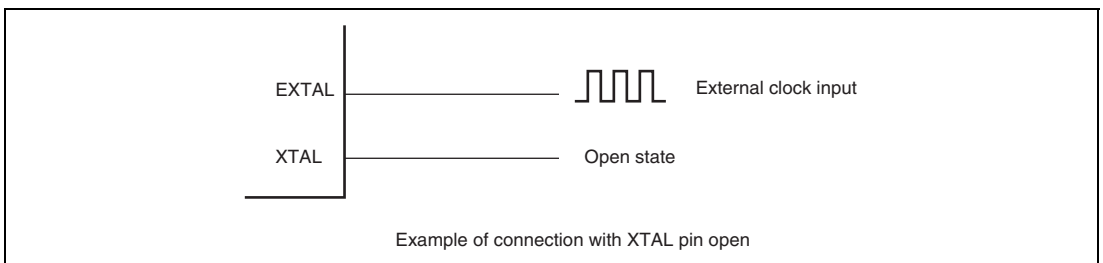 EXTAL External clock input
XTAL Open state
Example of connection with XTAL pin open